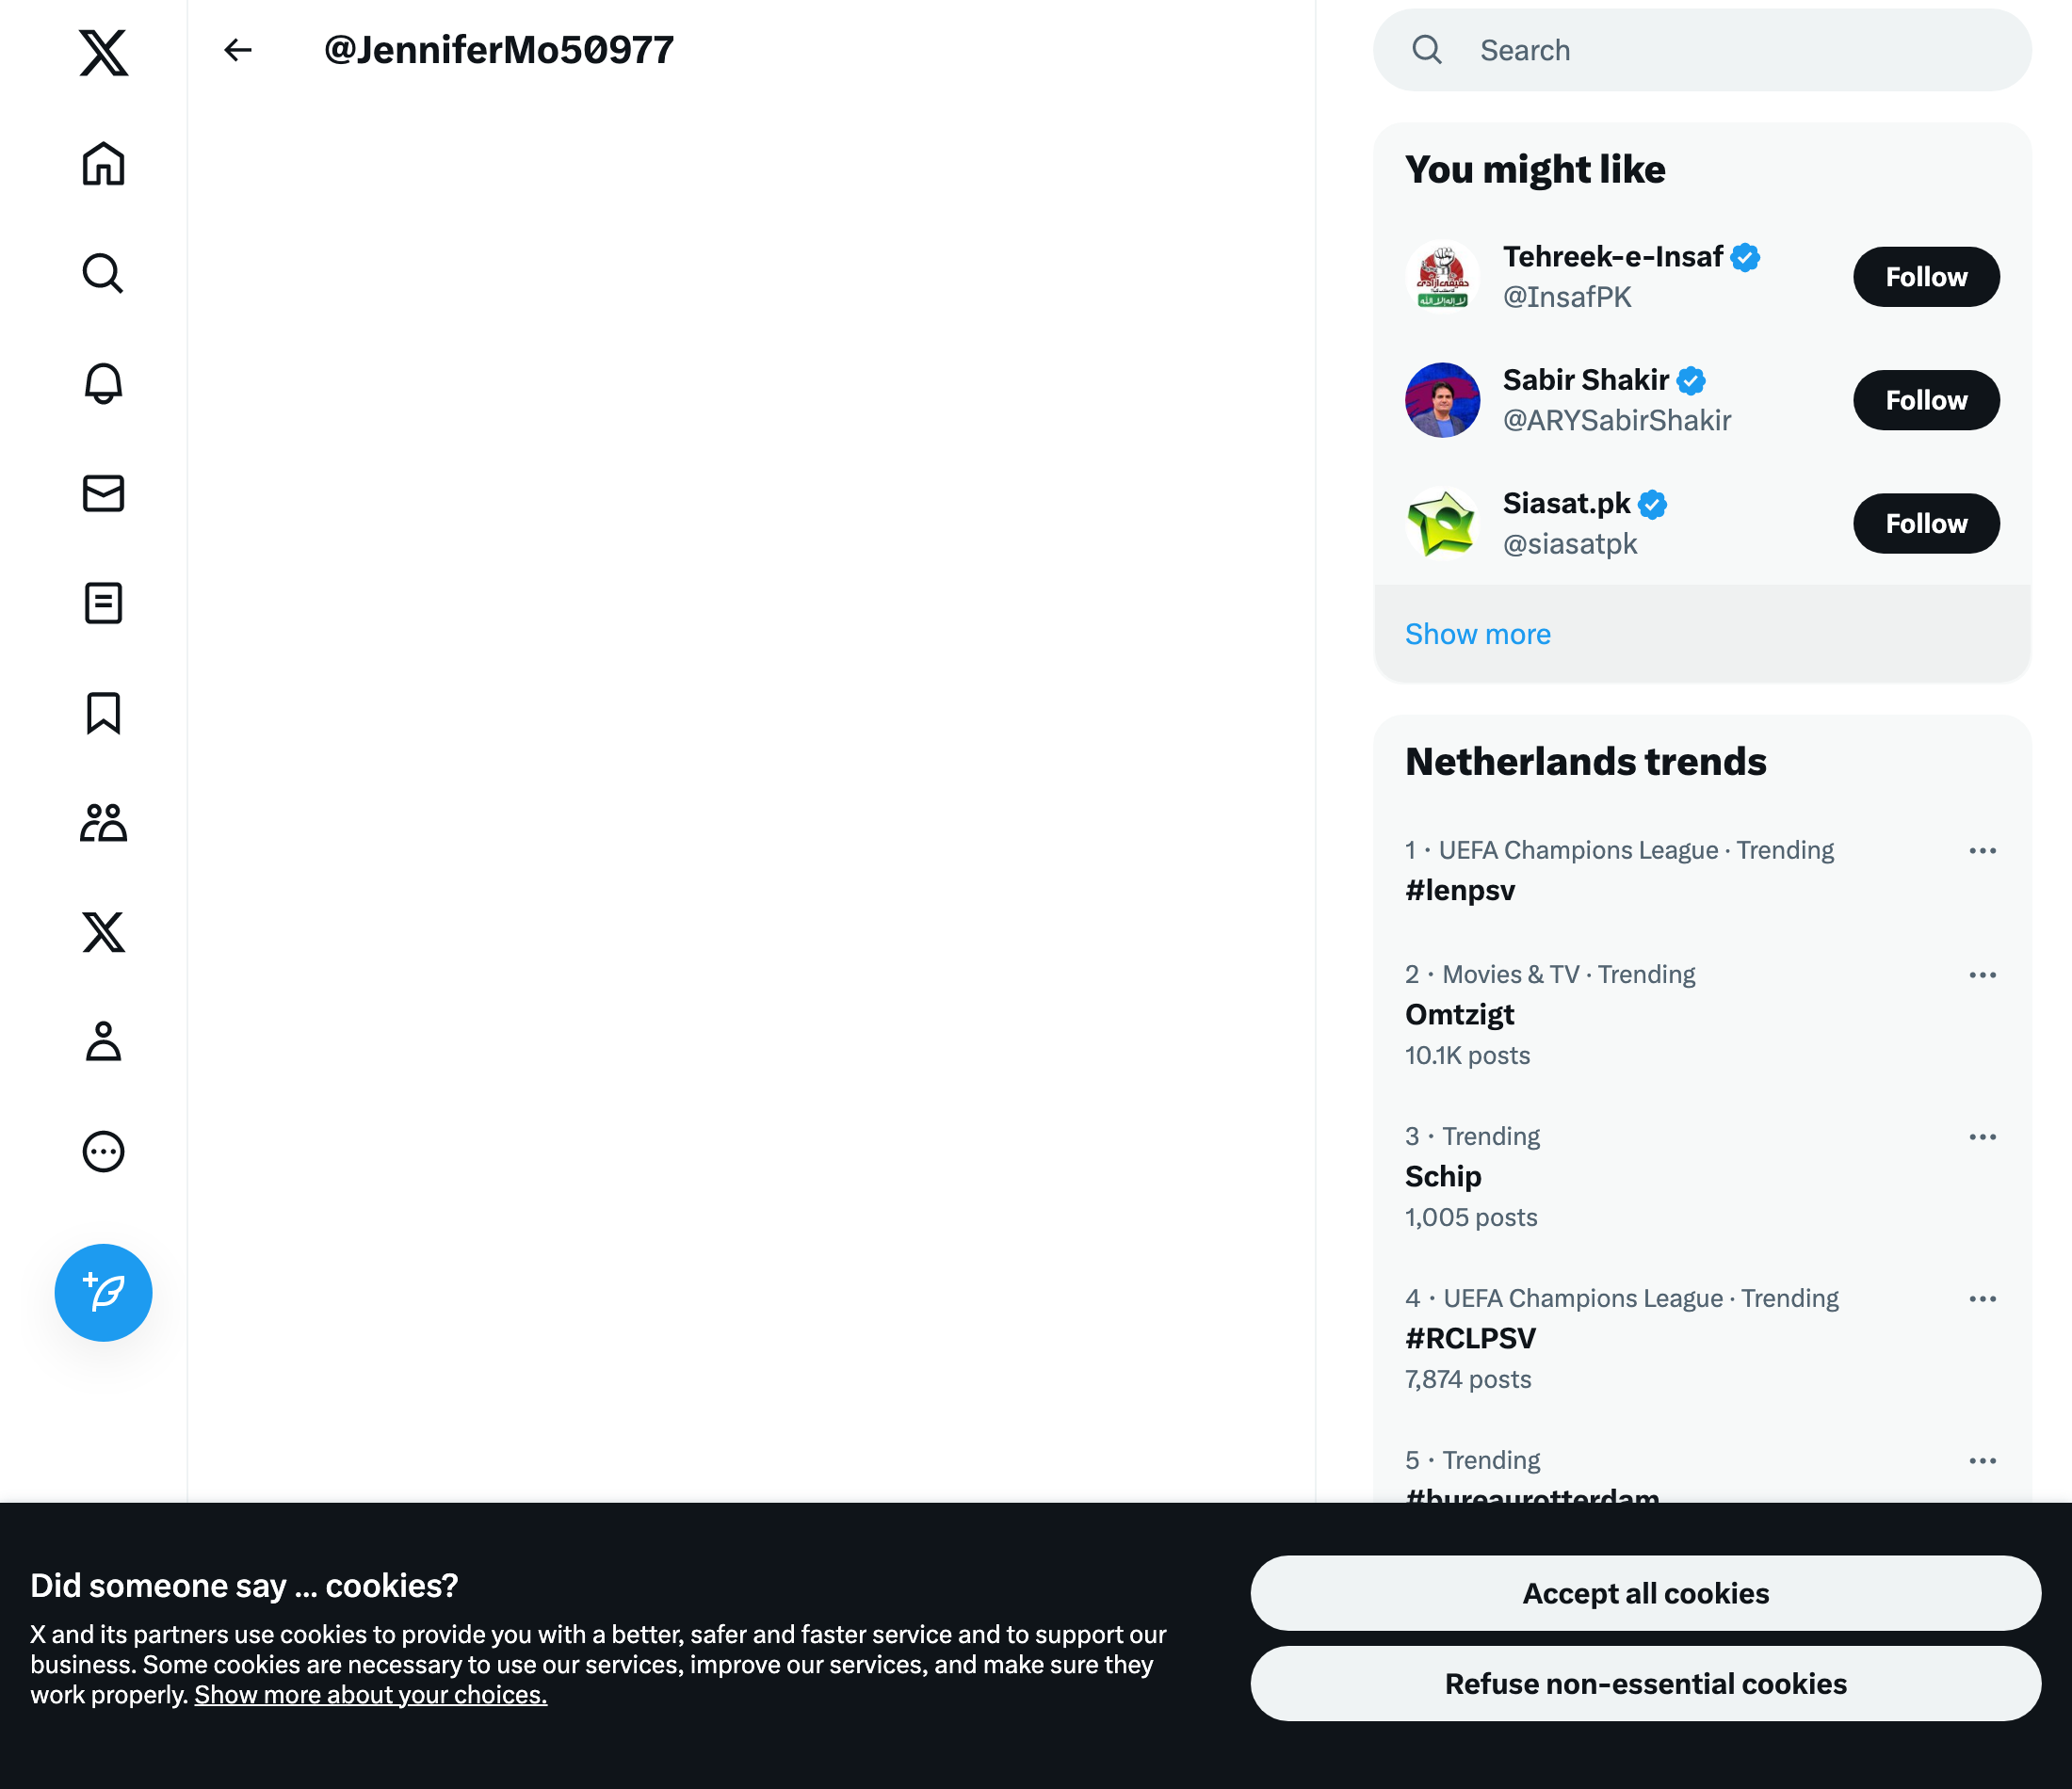 @JenniferMo50977
Search
You might like
Tehreek-e-Insaf
@InsafPK
Follow
Sabir Shakir
@ARYSabirShakir
Follow
Siasat.pk
@siasatpk
Follow
Show more
Netherlands trends
1 · UEFA Champions League · Trending
#lenpsv
2 · Movies & TV · Trending
Omtzigt
10.1K posts
3 · Trending
Schip
1,005 posts
4 · UEFA Champions League · Trending
#RCLPSV
7,874 posts
5 · Trending
#bureaurotterdam
Did someone say … cookies?
X and its partners use cookies to provide you with a better, safer and faster service and to support our
business. Some cookies are necessary to use our services, improve our services, and make sure they
work properly. Show more about your choices.
Accept all cookies
Refuse non-essential cookies